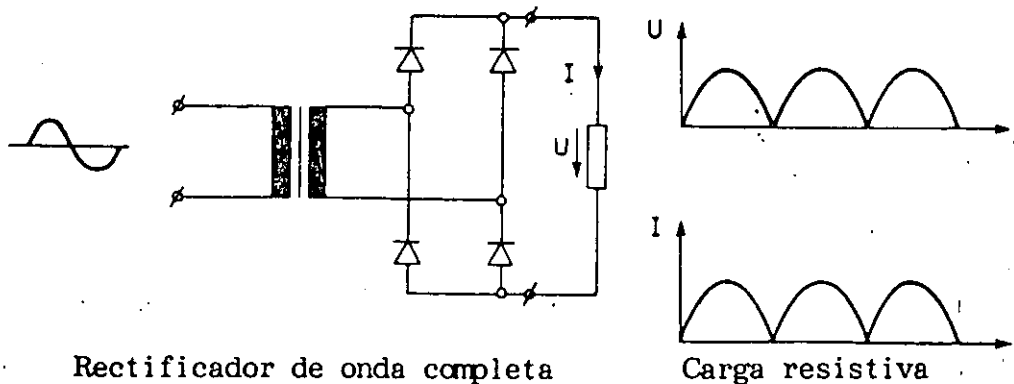 U
I
U
I
Rectificador de onda completa
Carga resistiva